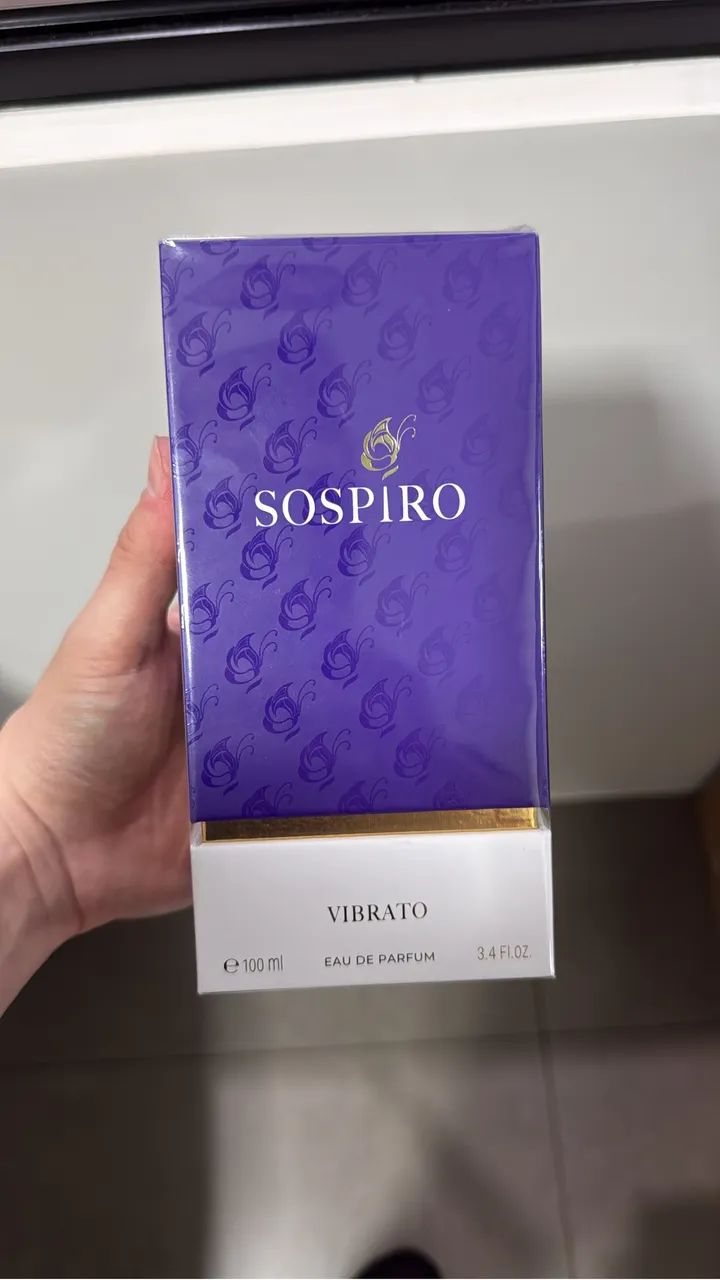 SOSPIRO
VIBRATO
℮ 100 ml EAU DE PARFUM 3.4 Fl.OZ.